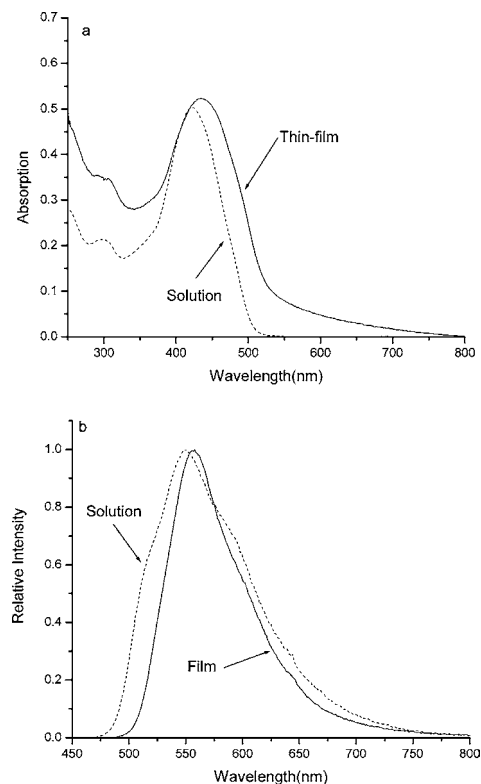 a
0.7
0.6
0.5
0.4
0.3
0.2
0.1
0.0
Absorption
Thin-film
Solution
300 400 500 600 700 800
Wavelength(nm)
b
1.0
0.8
0.6
0.4
0.2
0.0
Relative Intensity
Solution
Film
450 500 550 600 650 700 750 800
Wavelength(nm)